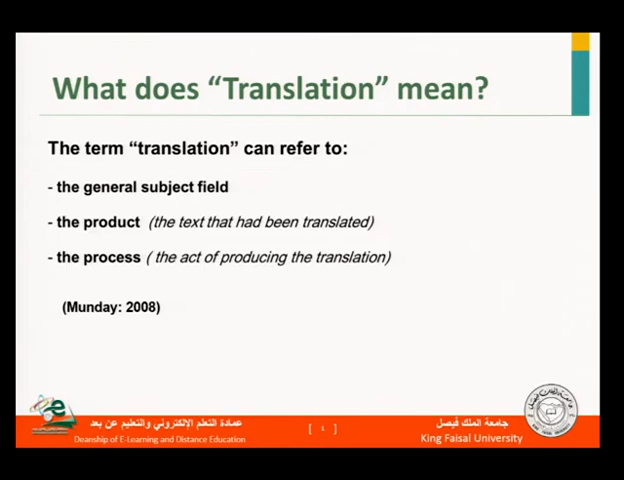 What does “Translation” mean?
The term “translation” can refer to:
- the general subject field
- the product (the text that had been translated)
- the process ( the act of producing the translation)
(Munday: 2008)
عمادة التعلم الإلكتروني والتعليم عن بعد
Deanship of E-Learning and Distance Education
جامعة الملك فيصل
King Faisal University